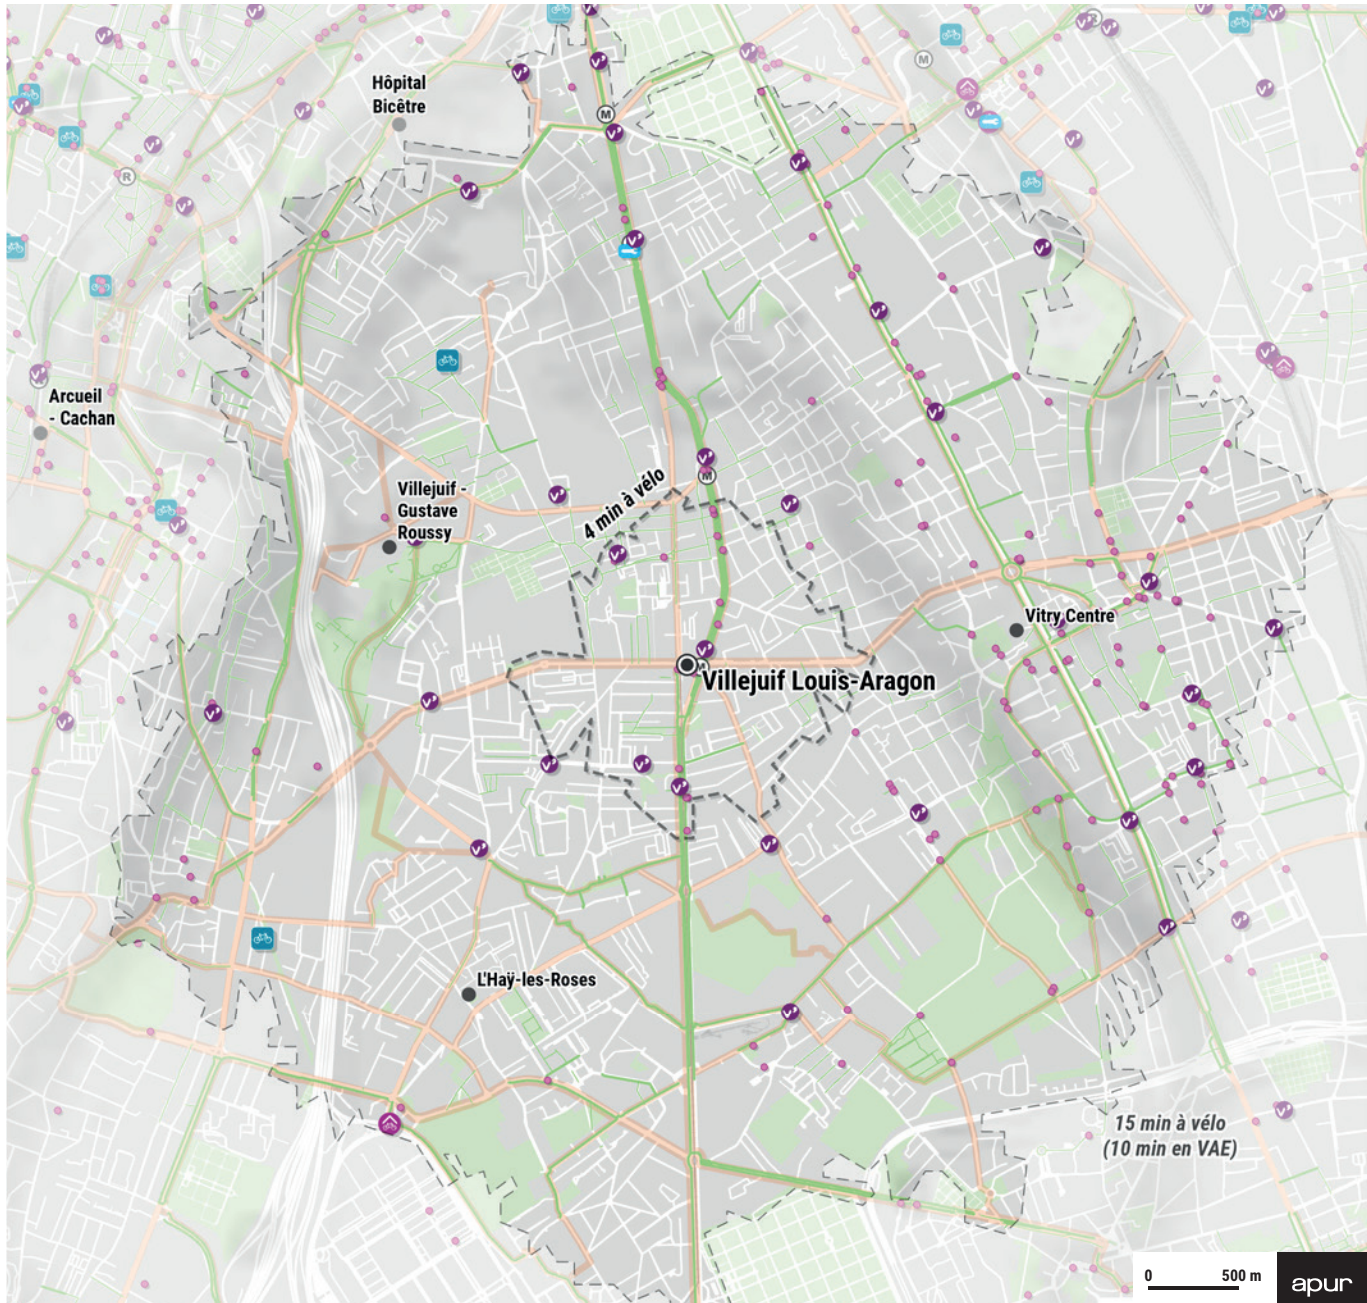 Hôpital
Bicêtre
M
R
R
M
Arcueil
- Cachan
4 min à vélo
M
Villejuif -
Gustave
Roussy
Vitry Centre
Villejuif Louis-Aragon
L'Haÿ-les-Roses
15 min à vélo
(10 min en VAE)
0 500 m
apur